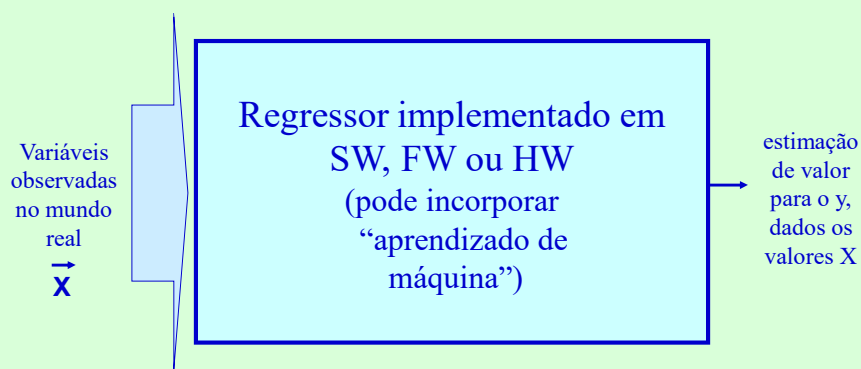 Variáveis
observadas
no mundo
real
X
Regressor implementado em
SW, FW ou HW
(pode incorporar
“aprendizado de
máquina”)
estimação
de valor
para o y,
dados os
valores X